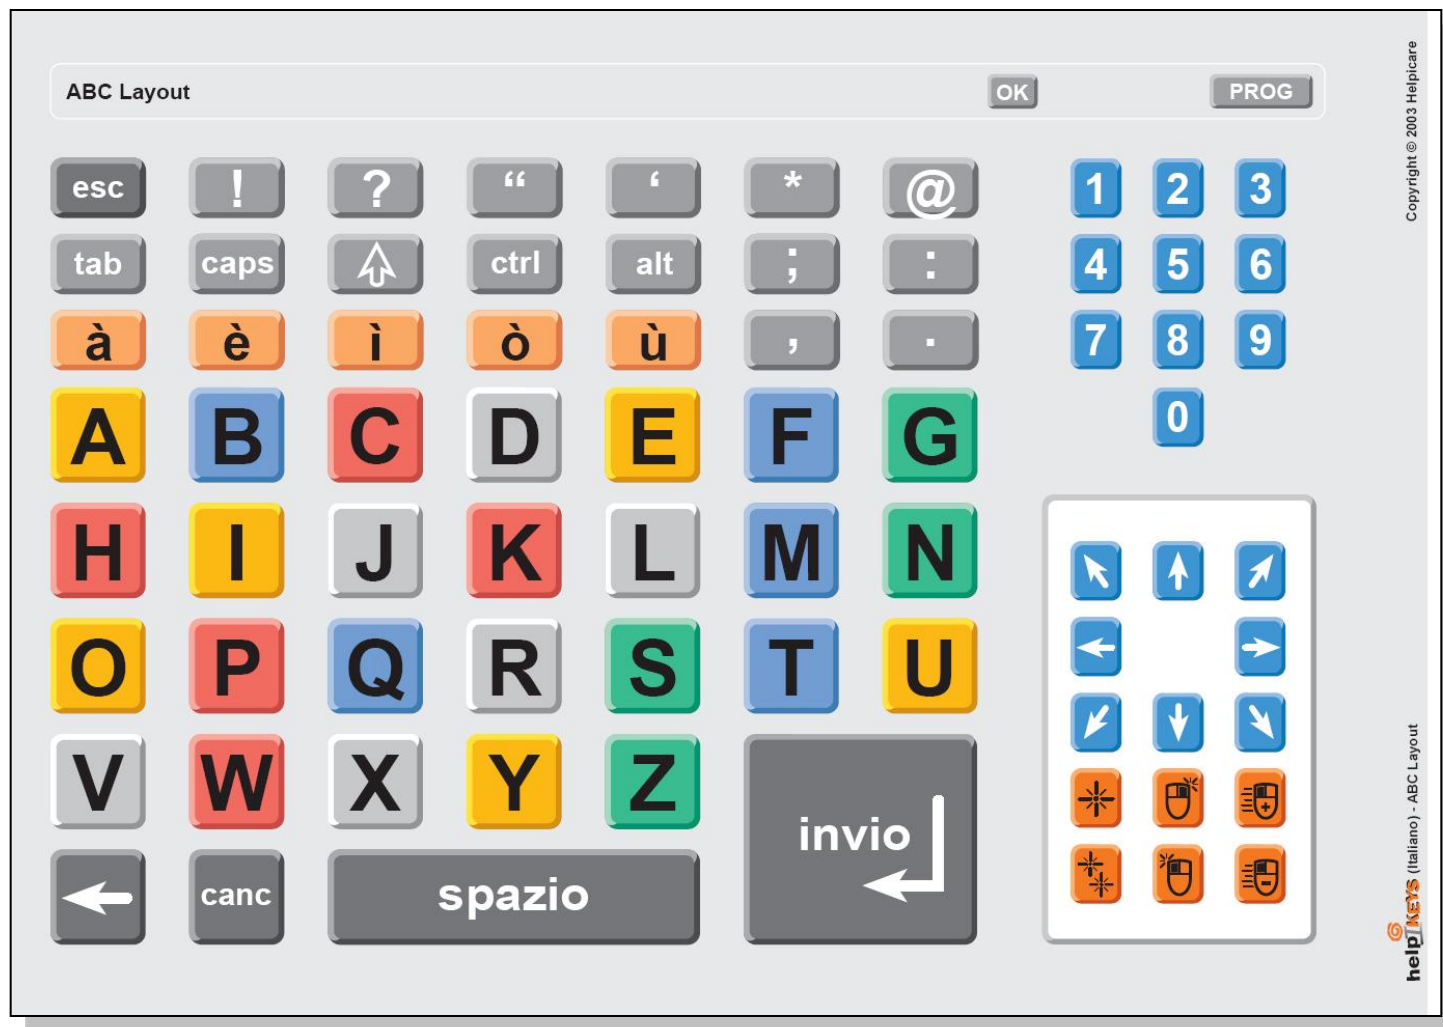 ABC Layout OK PROG
esc ! ? “ ‘ * @ 1 2 3
tab caps ctrl alt ; : 4 5 6
à è ì ò ù , . 7 8 9
A B C D E F G 0
H I J K L M N
O P Q R S T U
V W X Y Z invio
canc spazio
Copyright © 2003 Helpicare
helpIKEYS (Italiano) - ABC Layout